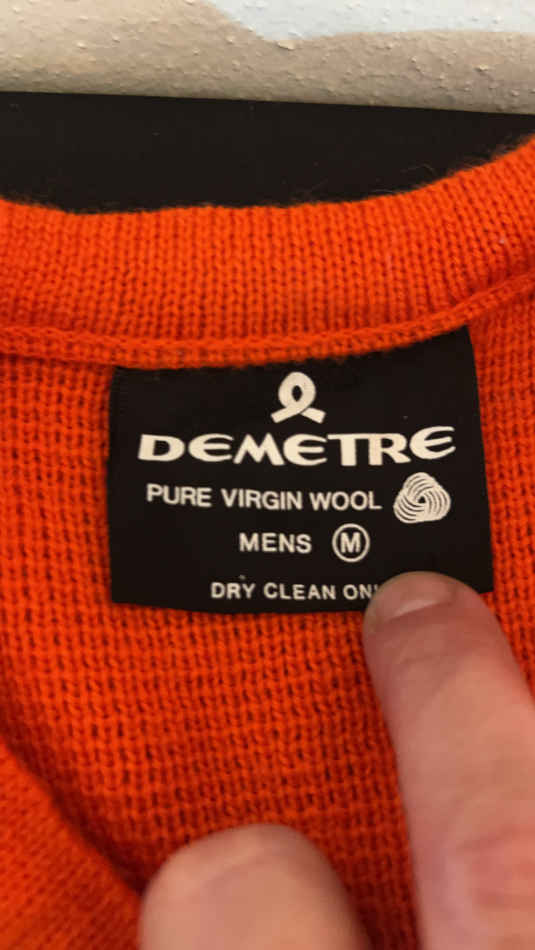 DEMETRE
PURE VIRGIN WOOL
MENS M
DRY CLEAN